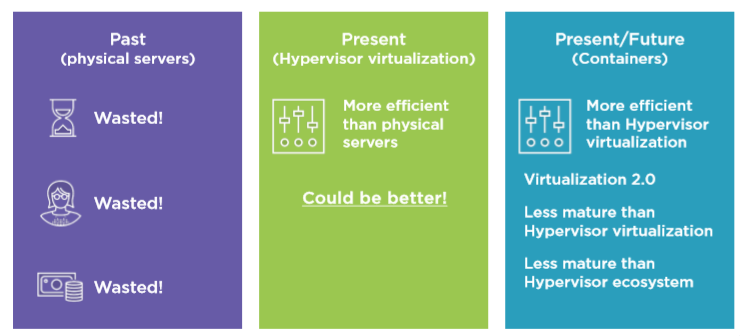 Past
(physical servers)
Wasted!
Wasted!
Wasted!
Present
(Hypervisor virtualization)
More efficient
than physical
servers
Could be better!
Present/Future
(Containers)
More efficient
than Hypervisor
virtualization
Virtualization 2.0
Less mature than
Hypervisor virtualization
Less mature than
Hypervisor ecosystem